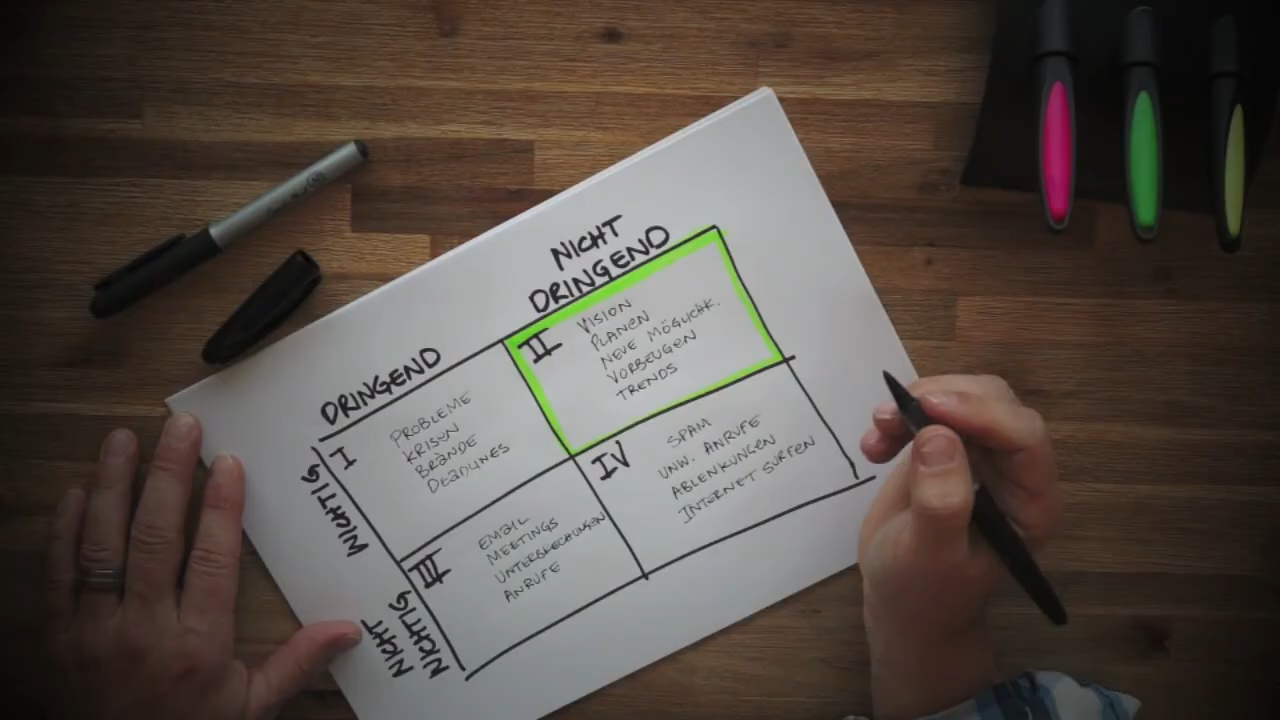 NICHT
DRINGEND
DRINGEND
II
VISION
PLANEN
NEUE MÖGLICHK.
VORBEUGEN
TRENDS
I
PROBLEME
KRISEN
BRÄNDE
DEADLINES
WICHTIG
IV
SPAM
UNW. ANRUFE
ABLENKUNGEN
INTERNET SURFEN
III
EMAIL
MEETINGS
UNTERBRECHUNGEN
ANRUFE
NICHT
WICHTIG